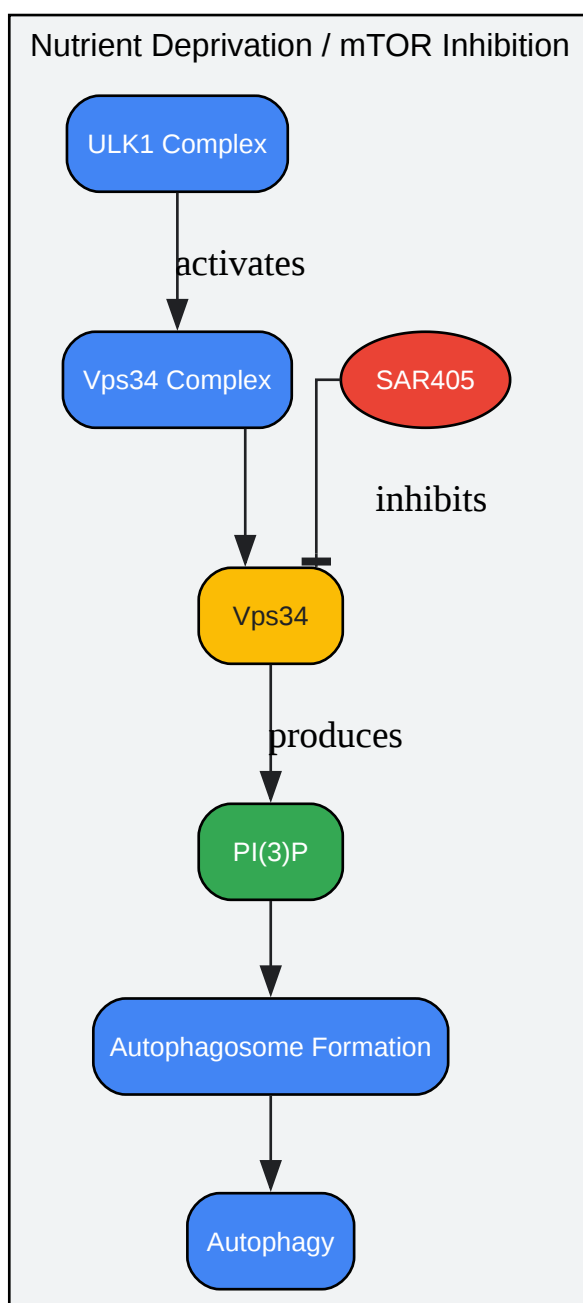 Nutrient Deprivation / mTOR Inhibition
ULK1 Complex
activates
Vps34 Complex
SAR405
inhibits
Vps34
produces
PI(3)P
Autophagosome Formation
Autophagy